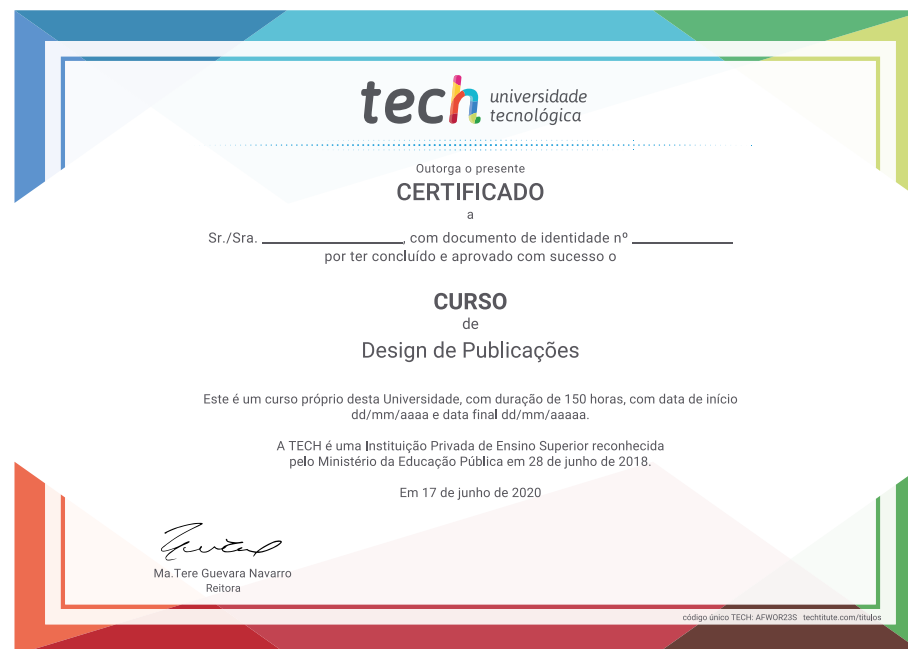 tech universidade
tecnológica
Outorga o presente
CERTIFICADO
a
Sr./Sra. ________________, com documento de identidade nº ____________
por ter concluído e aprovado com sucesso o
CURSO
de
Design de Publicações
Este é um curso próprio desta Universidade, com duração de 150 horas, com data de início
dd/mm/aaaa e data final dd/mm/aaaaa.
A TECH é uma Instituição Privada de Ensino Superior reconhecida
pelo Ministério da Educação Pública em 28 de junho de 2018.
Em 17 de junho de 2020
Ma.Tere Guevara Navarro
Reitora
código único TECH: AFWOR23S techtitute.com/titulos